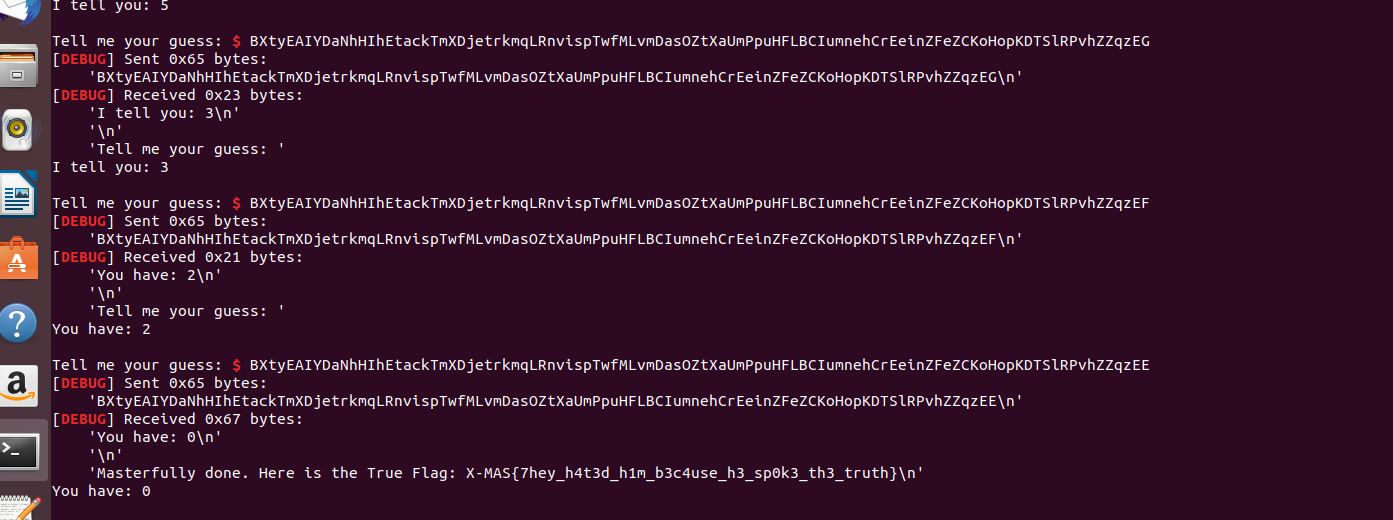 I tell you: 5
Tell me your guess: $ BXtyEAIYDaNhHIhEtackTmXDjetrkmqLRnvispTwfMLvmDasOZtXaUmPpuHFLBCIumnehCrEeinZFeZCKoHopKDTSlRPvhZZqzEG
[DEBUG] Sent 0x65 bytes:
'BXtyEAIYDaNhHIhEtackTmXDjetrkmqLRnvispTwfMLvmDasOZtXaUmPpuHFLBCIumnehCrEeinZFeZCKoHopKDTSlRPvhZZqzEG\n'
[DEBUG] Received 0x23 bytes:
'I tell you: 3\n'
'\n'
'Tell me your guess: '
I tell you: 3
Tell me your guess: $ BXtyEAIYDaNhHIhEtackTmXDjetrkmqLRnvispTwfMLvmDasOZtXaUmPpuHFLBCIumnehCrEeinZFeZCKoHopKDTSlRPvhZZqzEF
[DEBUG] Sent 0x65 bytes:
'BXtyEAIYDaNhHIhEtackTmXDjetrkmqLRnvispTwfMLvmDasOZtXaUmPpuHFLBCIumnehCrEeinZFeZCKoHopKDTSlRPvhZZqzEF\n'
[DEBUG] Received 0x21 bytes:
'You have: 2\n'
'\n'
'Tell me your guess: '
You have: 2
Tell me your guess: $ BXtyEAIYDaNhHIhEtackTmXDjetrkmqLRnvispTwfMLvmDasOZtXaUmPpuHFLBCIumnehCrEeinZFeZCKoHopKDTSlRPvhZZqzEE
[DEBUG] Sent 0x65 bytes:
'BXtyEAIYDaNhHIhEtackTmXDjetrkmqLRnvispTwfMLvmDasOZtXaUmPpuHFLBCIumnehCrEeinZFeZCKoHopKDTSlRPvhZZqzEE\n'
[DEBUG] Received 0x67 bytes:
'You have: 0\n'
'\n'
'Masterfully done. Here is the True Flag: X-MAS{7hey_h4t3d_h1m_b3c4use_h3_sp0k3_th3_truth}\n'
You have: 0